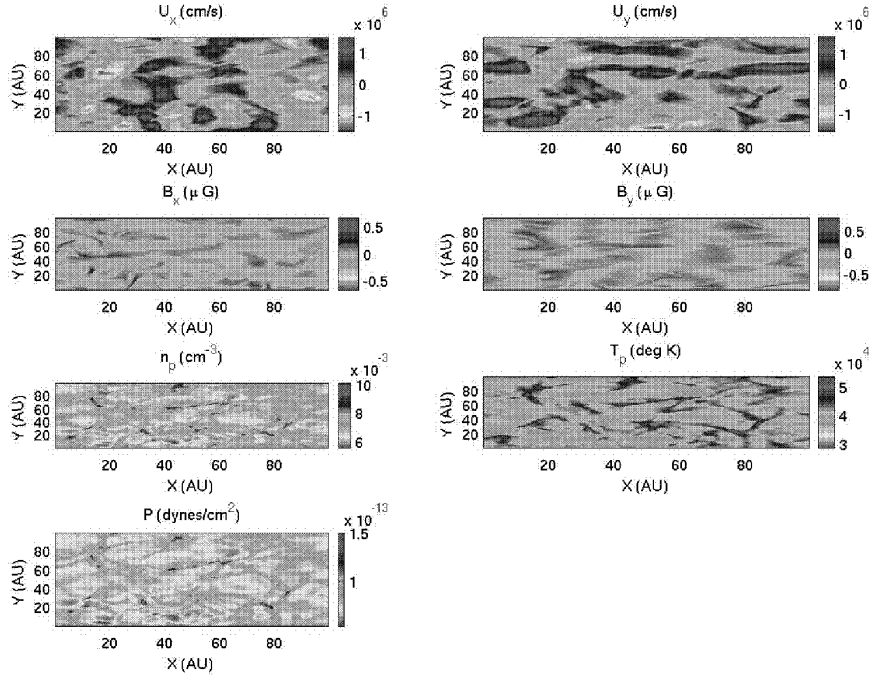 U_x (cm/s)
x 10^6
1
0
-1
80
60
40
20
Y (AU)
20 40 60 80
X (AU)
U_y (cm/s)
x 10^6
1
0
-1
80
60
40
20
Y (AU)
20 40 60 80
X (AU)
B_x (μ G)
0.5
0
-0.5
80
60
40
20
Y (AU)
20 40 60 80
X (AU)
B_y (μ G)
0.5
0
-0.5
80
60
40
20
Y (AU)
20 40 60 80
X (AU)
n_p (cm^-3)
x 10^-3
10
8
6
80
60
40
20
Y (AU)
20 40 60 80
X (AU)
T_p (deg K)
x 10^4
5
4
3
80
60
40
20
Y (AU)
20 40 60 80
X (AU)
P (dynes/cm^2)
x 10^-13
1.5
1
80
60
40
20
Y (AU)
20 40 60 80
X (AU)